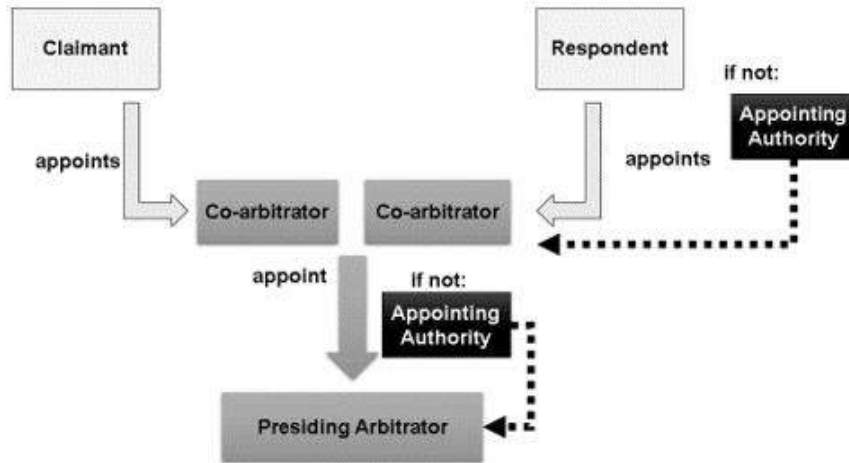 Claimant
Respondent
if not:
Appointing
Authority
appoints
appoints
Co-arbitrator
Co-arbitrator
appoint
if not:
Appointing
Authority
Presiding Arbitrator